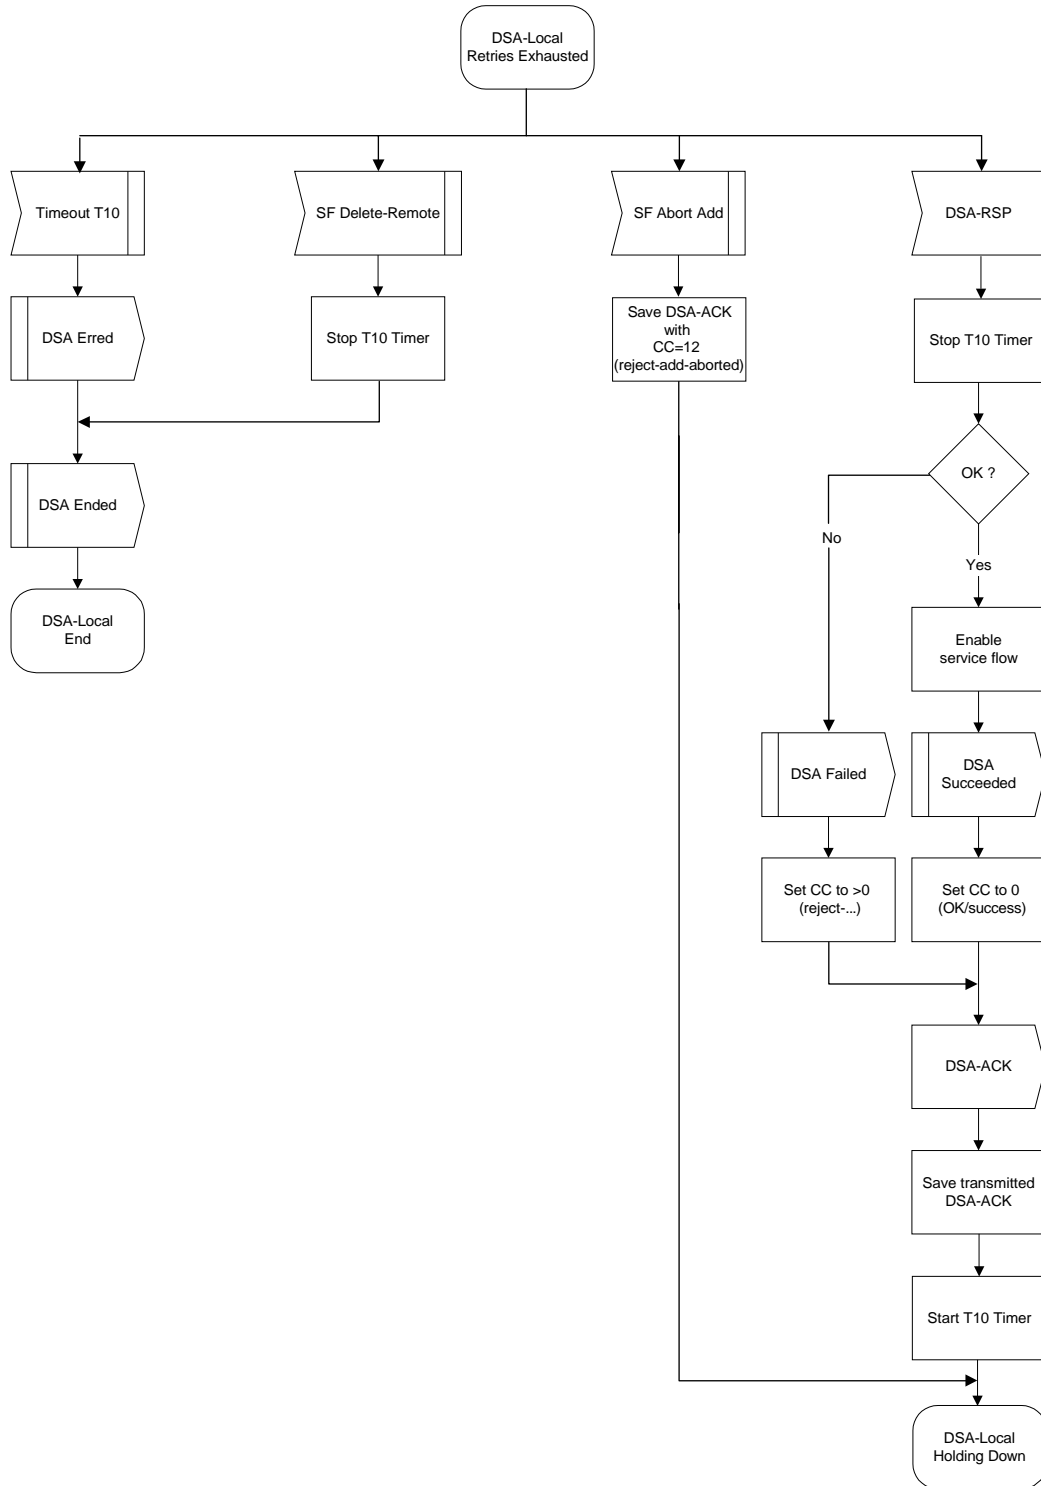 DSA-Local
Retries Exhausted
Timeout T10
SF Delete-Remote
SF Abort Add
DSA-RSP
DSA Erred
Stop T10 Timer
Save DSA-ACK
with
CC=12
(reject-add-aborted)
Stop T10 Timer
OK ?
DSA Ended
No
Yes
DSA-Local
End
Enable
service flow
DSA Failed
DSA
Succeeded
Set CC to >0
(reject-...)
Set CC to 0
(OK/success)
DSA-ACK
Save transmitted
DSA-ACK
Start T10 Timer
DSA-Local
Holding Down